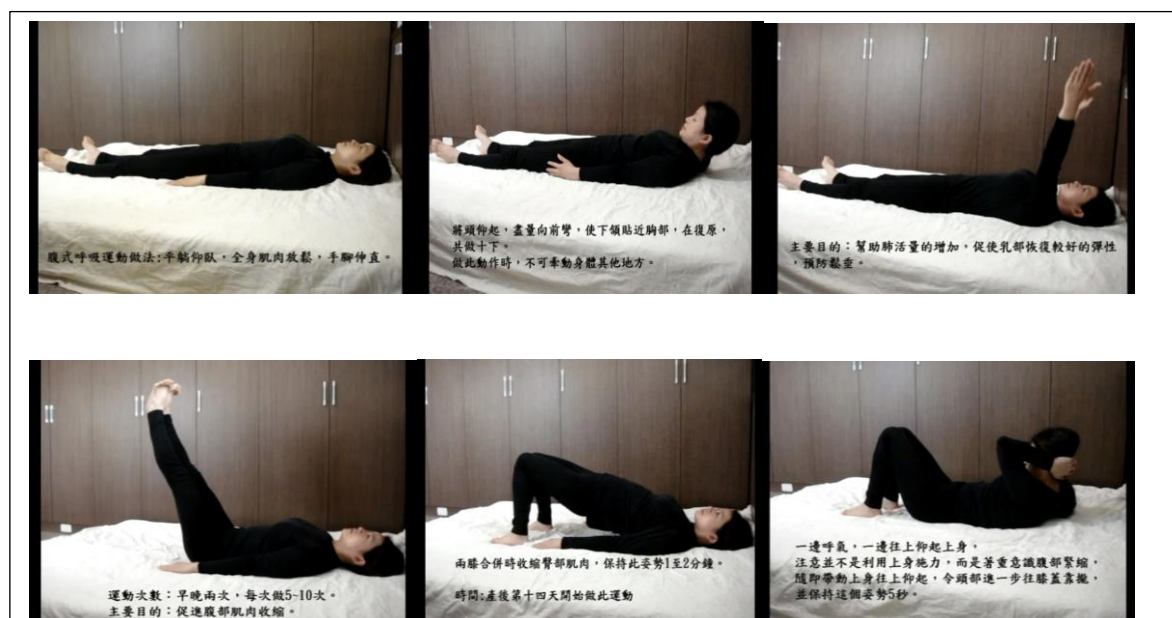 腹式呼吸運動做法:平躺仰臥，全身肌肉放鬆，手腳伸直。
將頭仰起，盡量向前彎，使下頷貼近胸部，在復原，
共做十下。
做此動作時，不可牽動身體其他地方。
主要目的：幫助肺活量的增加，促使乳部恢復較好的彈性
，預防鬆垂。
運動次數：早晚兩次，每次做5~10次。
主要目的：促進腹部肌肉收縮。
兩膝合併時收縮臀部肌肉，保持此姿勢1至2分鐘。
時間:產後第十四天開始做此運動
一邊呼氣，一邊往上仰起上身，
注意並不是利用上身施力，而是著重意識腹部緊縮，
隨即帶動上身往上仰起，令頭部進一步往膝蓋靠攏，
並保持這個姿勢5秒。